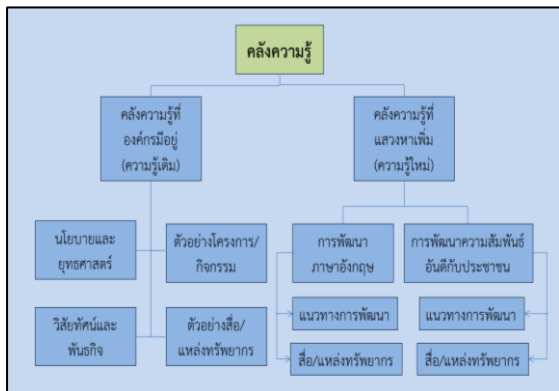 คลังความรู้
คลังความรู้ที่
องค์กรมีอยู่
(ความรู้เดิม)
คลังความรู้ที่
แสวงหาเพิ่ม
(ความรู้ใหม่)
นโยบายและ
ยุทธศาสตร์
ตัวอย่างโครงการ/
กิจกรรม
วิสัยทัศน์และ
พันธกิจ
ตัวอย่างสื่อ/
แหล่งทรัพยากร
การพัฒนา
ภาษาอังกฤษ
แนวทางการพัฒนา
สื่อ/แหล่งทรัพยากร
การพัฒนาความสัมพันธ์
อันดีกับประชาชน
แนวทางการพัฒนา
สื่อ/แหล่งทรัพยากร